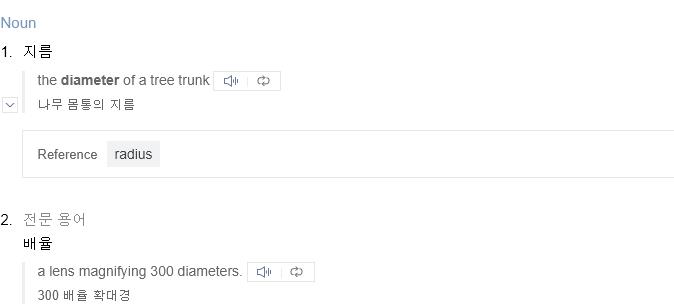 Noun
1. 지름
the diameter of a tree trunk
나무 몸통의 지름
Reference radius
2. 전문 용어
배율
a lens magnifying 300 diameters.
300 배율 확대경